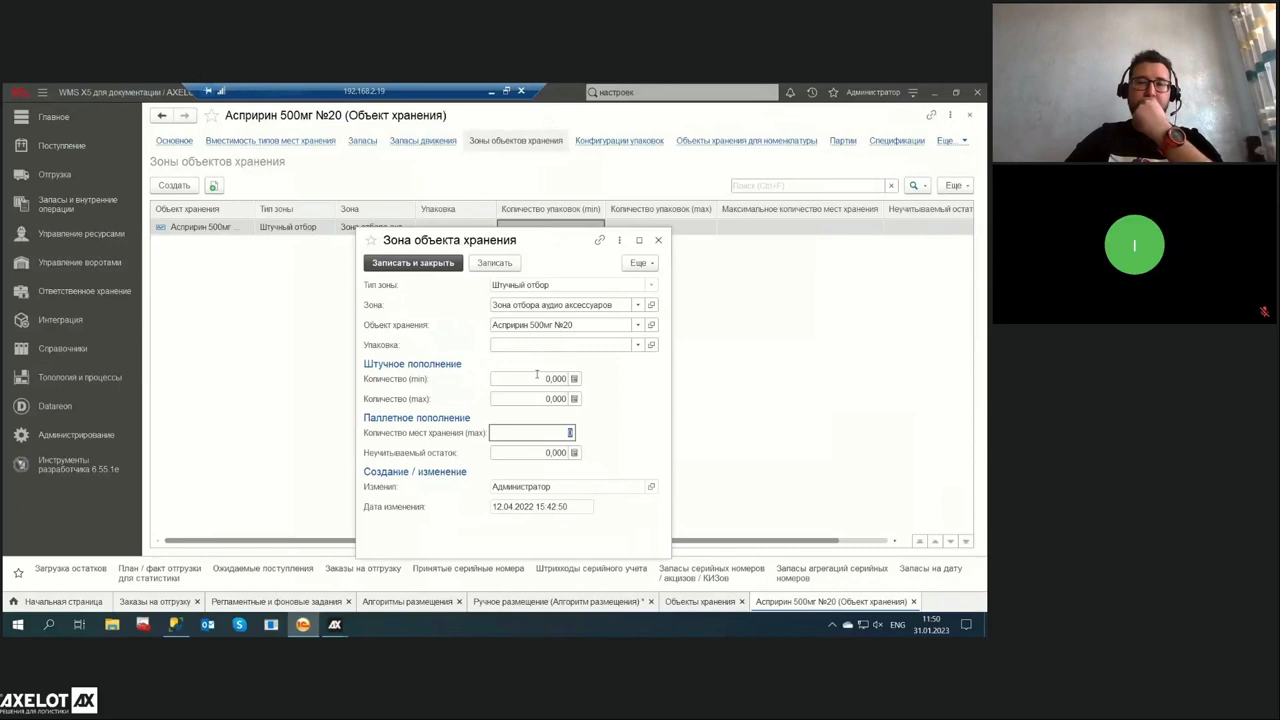 WMS X5 для документации / AXEL
192.168.2.19
настроек
Администратор
Главное
Поступление
Отгрузка
Запасы и внутренние
операции
Управление ресурсами
Управление воротами
Ответственное хранение
Интеграция
Справочники
Топология и процессы
Datareon
Администрирование
Инструменты
разработчика 6.55.1e
Аспририн 500мг №20 (Объект хранения)
Основное
Вместимость типов мест хранения
Запасы
Запасы движения
Зоны объектов хранения
Конфигурации упаковок
Объекты хранения для номенклатуры
Партии
Спецификации
Еще...
Зоны объектов хранения
Создать
Поиск (Ctrl+F)
Еще
Объект хранения
Тип зоны
Зона
Упаковка
Количество упаковок (min)
Количество упаковок (max)
Максимальное количество мест хранения
Неучитываемый остат
Аспририн 500мг ...
Штучный отбор
Зона объекта хранения
Записать и закрыть
Записать
Еще
Тип зоны:
Штучный отбор
Зона:
Зона отбора аудио аксессуаров
Объект хранения:
Аспририн 500мг №20
Упаковка:
Штучное пополнение
Количество (min):
0,000
Количество (max):
0,000
Паллетное пополнение
Количество мест хранения (max):
0
Неучитываемый остаток:
0,000
Создание / изменение
Изменил:
Администратор
Дата изменения:
12.04.2022 15:42:50
Загрузка остатков
План / факт отгрузки
для статистики
Ожидаемые поступления
Заказы на отгрузку
Принятые серийные номера
Штрихкоды серийного учета
Запасы серийных номеров
/ акцизов / КИЗов
Запасы агрегаций серийных
номеров
Запасы на дату
Начальная страница
Заказы на отгрузку
Регламентные и фоновые задания
Алгоритмы размещения
Ручное размещение (Алгоритм размещения) *
Объекты хранения
Аспририн 500мг №20 (Объект хранения)
ENG
11:50
31.01.2023
I
AXELOT AX
РЕШЕНИЯ ДЛЯ ЛОГИСТИКИ